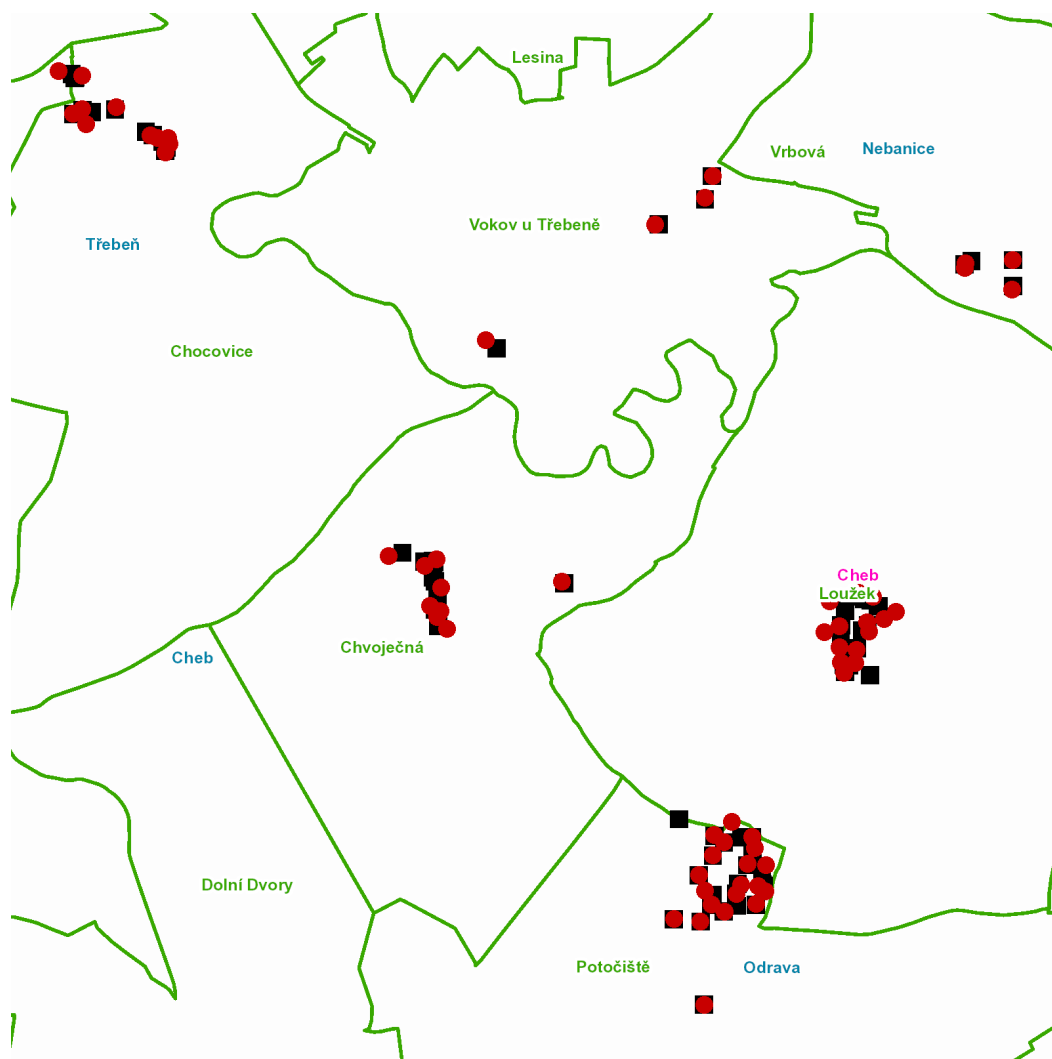 Lesina
Vrbová
Nebanice
Vokov u Třebeně
Třebeň
Chocovice
Cheb
Loužek
Chvoječná
Cheb
Dolní Dvory
Potočiště
Odrava